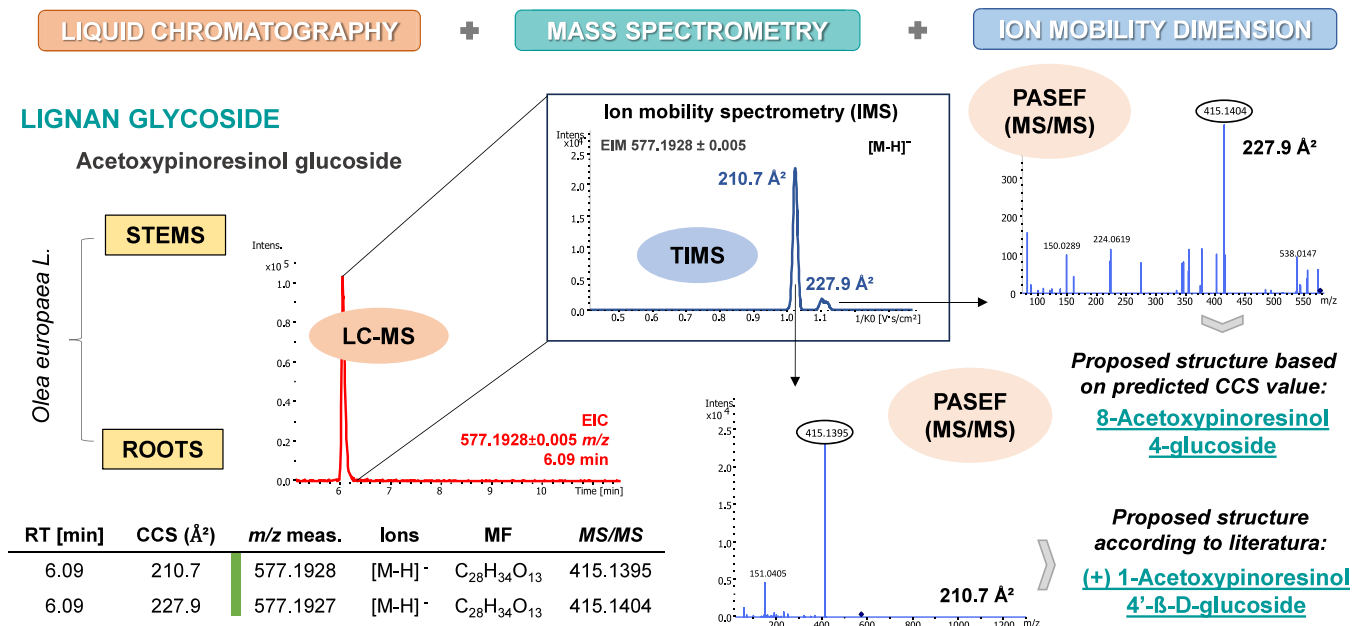 LIQUID CHROMATOGRAPHY + MASS SPECTROMETRY + ION MOBILITY DIMENSION
LIGNAN GLYCOSIDE
Acetoxypinoresinol glucoside
Olea europaea L.
STEMS
ROOTS
Intens.
x10⁵
1.0
0.8
0.6
0.4
0.2
0.0
6 7 8 9 10 Time [min]
LC-MS
EIC
577.1928±0.005 m/z
6.09 min
Ion mobility spectrometry (IMS)
Intens.
x10⁴
EIM 577.1928 ± 0.005 [M-H]⁻
2.5
2.0
1.5
1.0
0.5
0.0
210.7 Å²
TIMS
227.9 Å²
0.5 0.6 0.7 0.8 0.9 1.0 1.1 1/K0 [V·s/cm²]
PASEF
(MS/MS)
415.1404
227.9 Å²
Intens.
300
200
100
0
150.0289
224.0619
538.0147
100 150 200 250 300 350 400 450 500 550 m/z
Proposed structure based
on predicted CCS value:
8-Acetoxypinoresinol
4-glucoside
Intens.
x10⁴
2.5
2.0
1.5
1.0
0.5
0.0
415.1395
151.0405
PASEF
(MS/MS)
210.7 Å²
200 400 600 800 1000 1200 m/z
Proposed structure
according to literatura:
(+) 1-Acetoxypinoresinol
4'-ß-D-glucoside
RT [min] CCS (Å²) m/z meas. Ions MF MS/MS
6.09 210.7 577.1928 [M-H]⁻ C₂₈H₃₄O₁₃ 415.1395
6.09 227.9 577.1927 [M-H]⁻ C₂₈H₃₄O₁₃ 415.1404